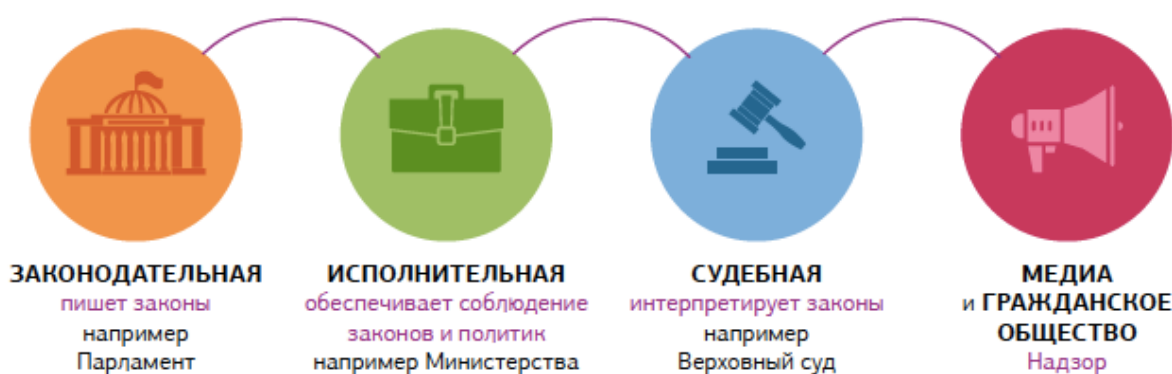 ЗАКОНОДАТЕЛЬНАЯ
пишет законы
например
Парламент
ИСПОЛНИТЕЛЬНАЯ
обеспечивает соблюдение
законов и политик
например Министерства
СУДЕБНАЯ
интерпретирует законы
например
Верховный суд
МЕДИА
и ГРАЖДАНСКОЕ
ОБЩЕСТВО
Надзор